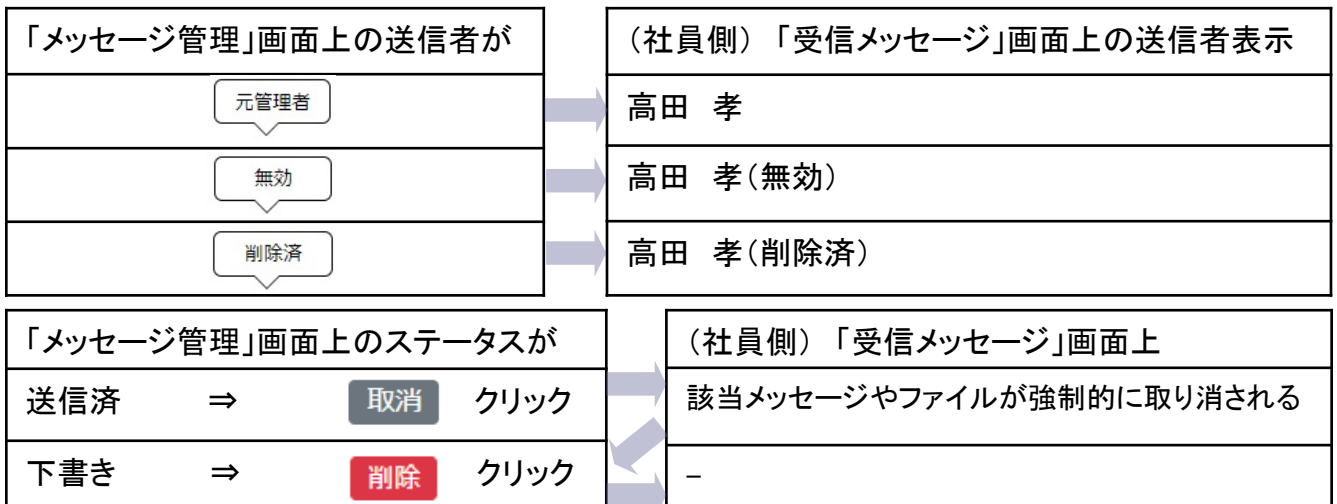 「メッセージ管理」画面上の送信者が
(社員側) 「受信メッセージ」画面上の送信者表示
元管理者
高田 孝
無効
高田 孝(無効)
削除済
高田 孝(削除済)
「メッセージ管理」画面上のステータスが
(社員側) 「受信メッセージ」画面上
送信済 ⇒ 取消 クリック
該当メッセージやファイルが強制的に取り消される
下書き ⇒ 削除 クリック
–